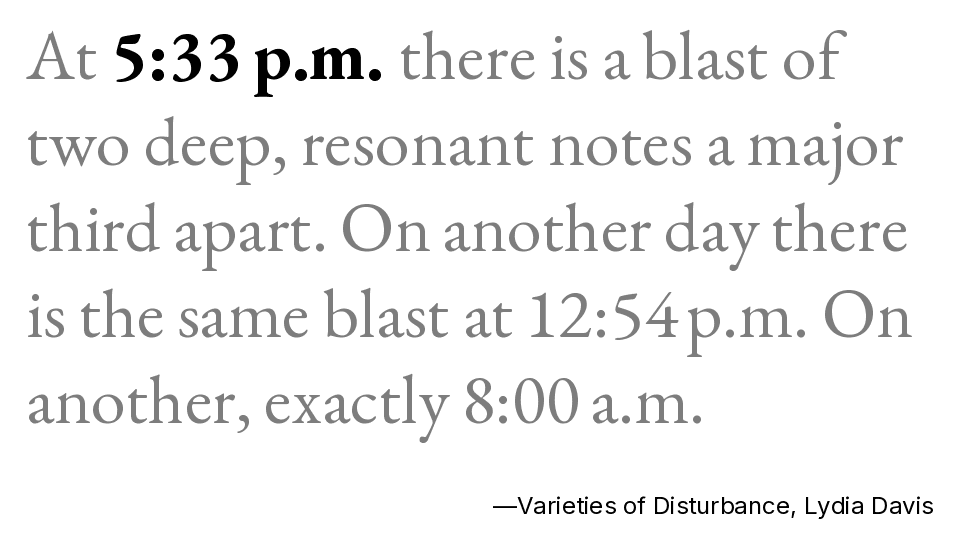 At 5:33 p.m. there is a blast of
two deep, resonant notes a major
third apart. On another day there
is the same blast at 12:54 p.m. On
another, exactly 8:00 a.m.
—Varieties of Disturbance, Lydia Davis